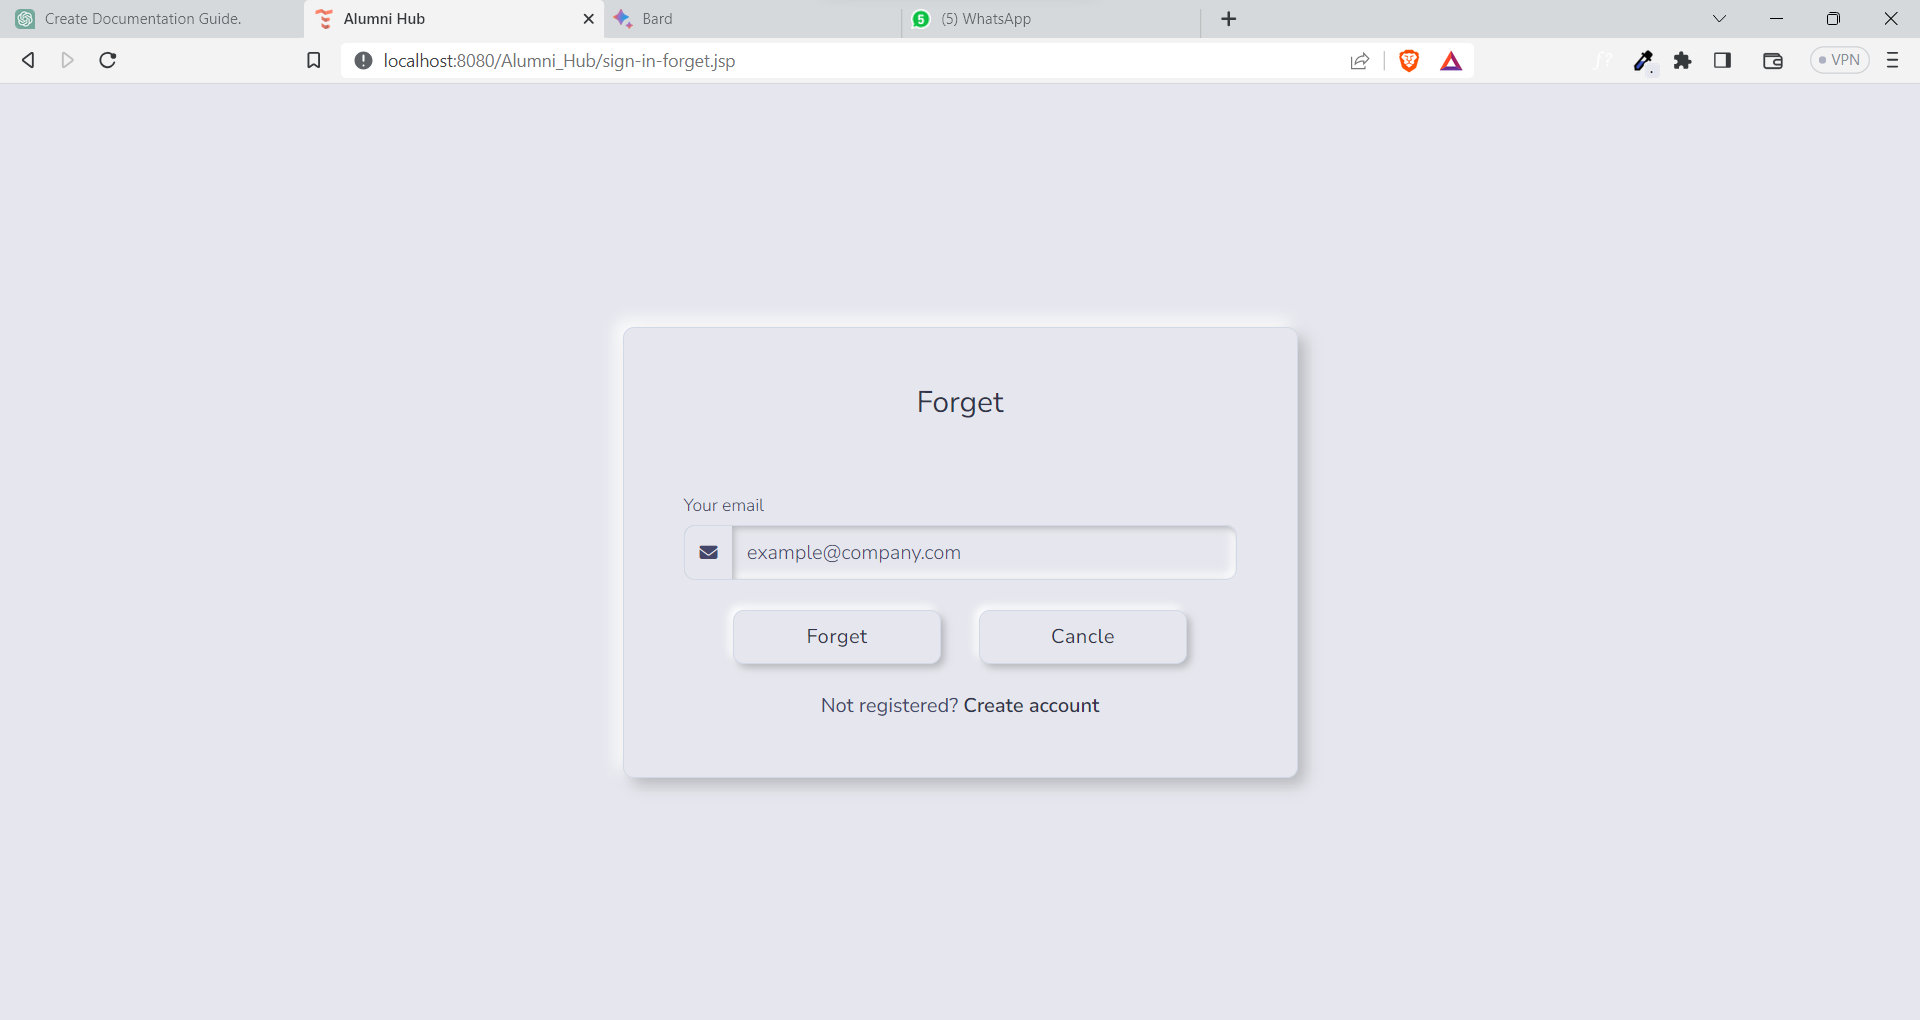 Create Documentation Guide.
Alumni Hub
Bard
5 (5) WhatsApp
localhost:8080/Alumni_Hub/sign-in-forget.jsp
f?
VPN
Forget
Your email
example@company.com
Forget
Cancle
Not registered? Create account